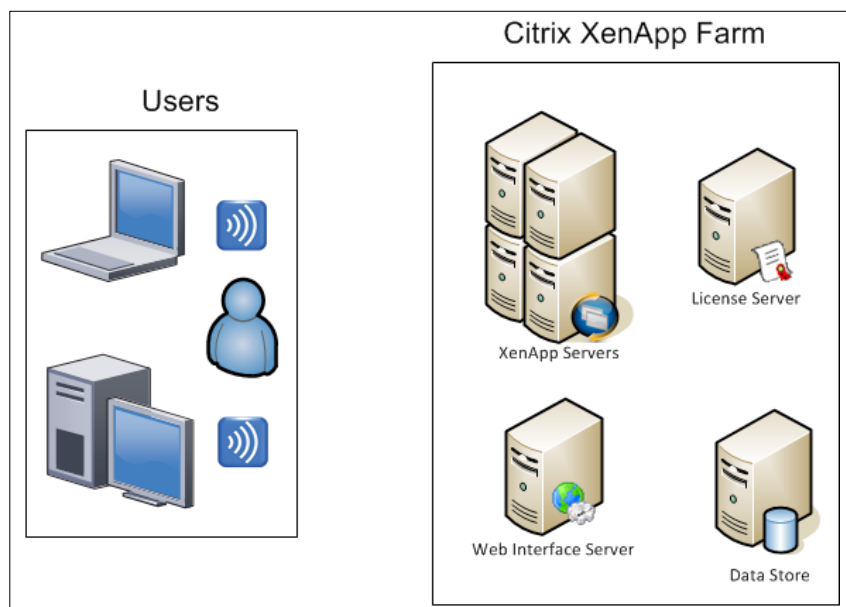 Citrix XenApp Farm
Users
XenApp Servers
License Server
Web Interface Server
Data Store